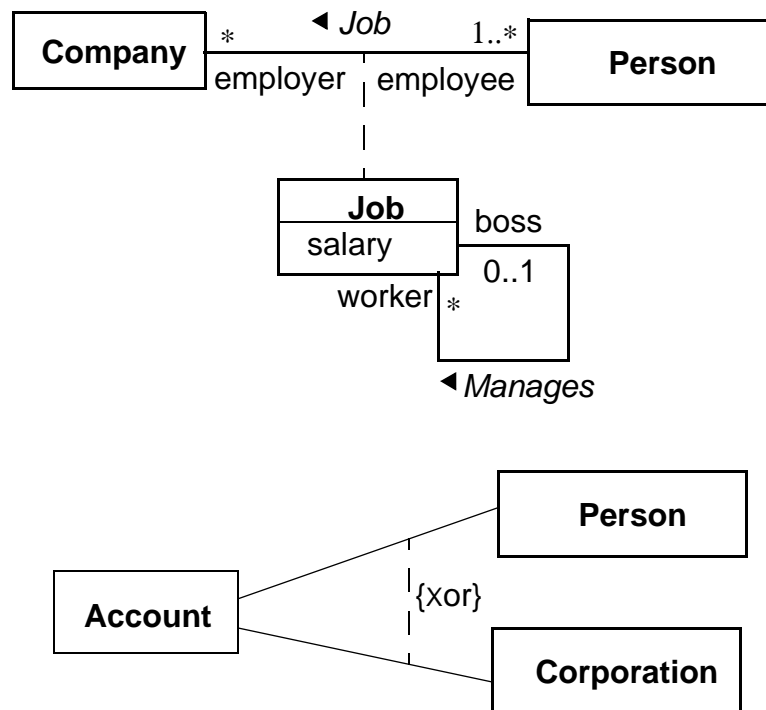 * ◄ Job 1..*
Company Person
employer employee
Job
boss
salary
0..1
worker *
◄ Manages
Person
{xor}
Account
Corporation